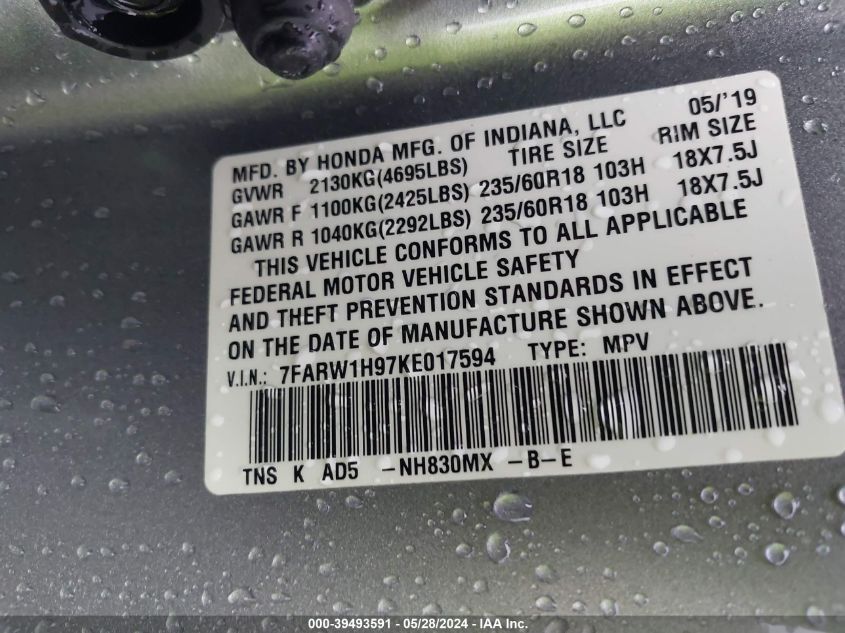 05/'19
MFD. BY HONDA MFG. OF INDIANA, LLC
GVWR 2130KG(4695LBS) TIRE SIZE RIM SIZE
GAWR F 1100KG(2425LBS) 235/60R18 103H 18X7.5J
GAWR R 1040KG(2292LBS) 235/60R18 103H 18X7.5J
THIS VEHICLE CONFORMS TO ALL APPLICABLE
FEDERAL MOTOR VEHICLE SAFETY
AND THEFT PREVENTION STANDARDS IN EFFECT
ON THE DATE OF MANUFACTURE SHOWN ABOVE.
V.I.N.: 7FARW1H97KE017594 TYPE: MPV
TNS K AD5 -NH830MX -B-E
000-39493591 - 05/28/2024 - IAA Inc.